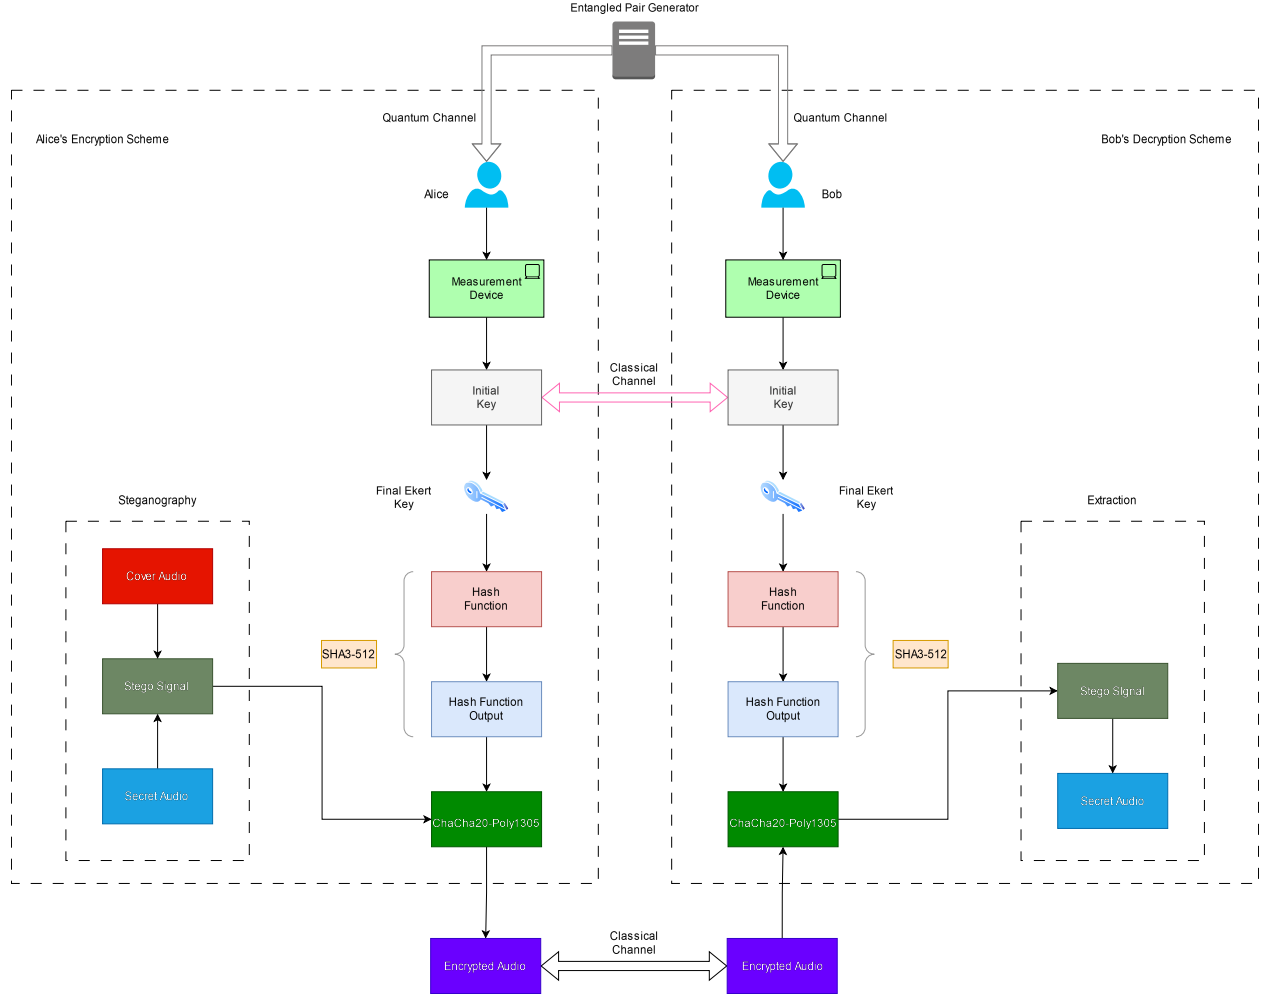 Entangled Pair Generator
Quantum Channel
Quantum Channel
Alice's Encryption Scheme
Bob's Decryption Scheme
Alice
Bob
Measurement
Device
Measurement
Device
Classical
Channel
Initial
Key
Initial
Key
Final Ekert
Key
Final Ekert
Key
Steganography
Extraction
Cover Audio
Hash
Function
Hash
Function
SHA3-512
SHA3-512
Stego Signal
Stego SIgnal
Hash Function
Output
Hash Function
Output
Secret Audio
Secret Audio
ChaCha20-Poly1305
ChaCha20-Poly1305
Classical
Channel
Encrypted Audio
Encrypted Audio